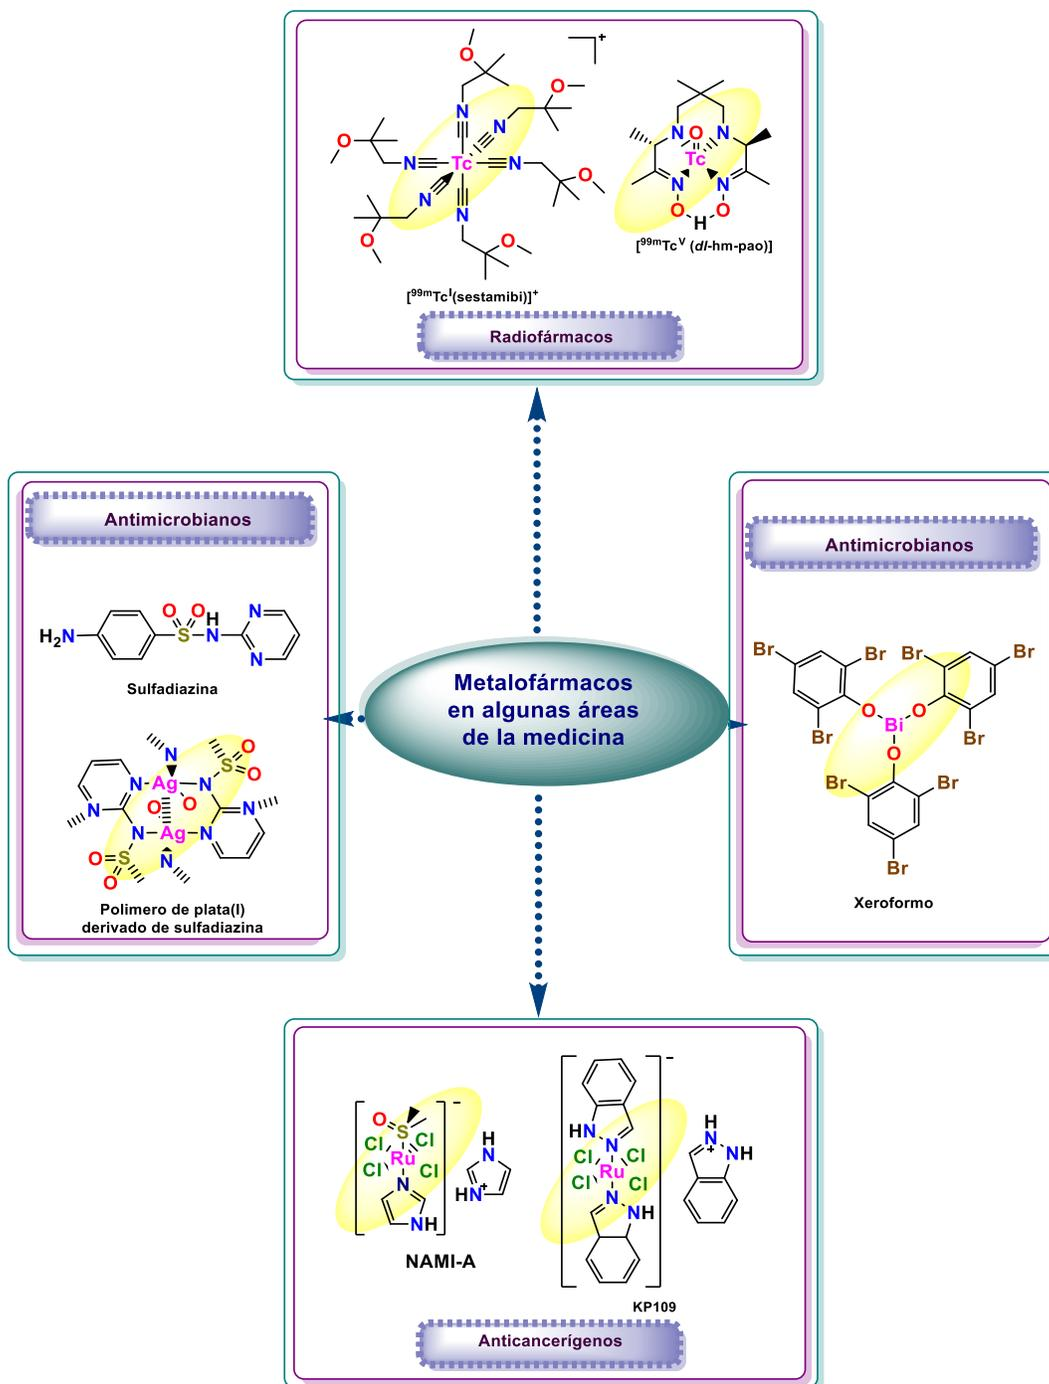 [⁹⁹ᵐTcᴵ(sestamibi)]⁺
[⁹⁹ᵐTcⱽ (dl-hm-pao)]
Radiofármacos
Antimicrobianos
Sulfadiazina
Polimero de plata(I)
derivado de sulfadiazina
Metalofármacos
en algunas áreas
de la medicina
Antimicrobianos
Xeroformo
NAMI-A
KP109
Anticancerígenos